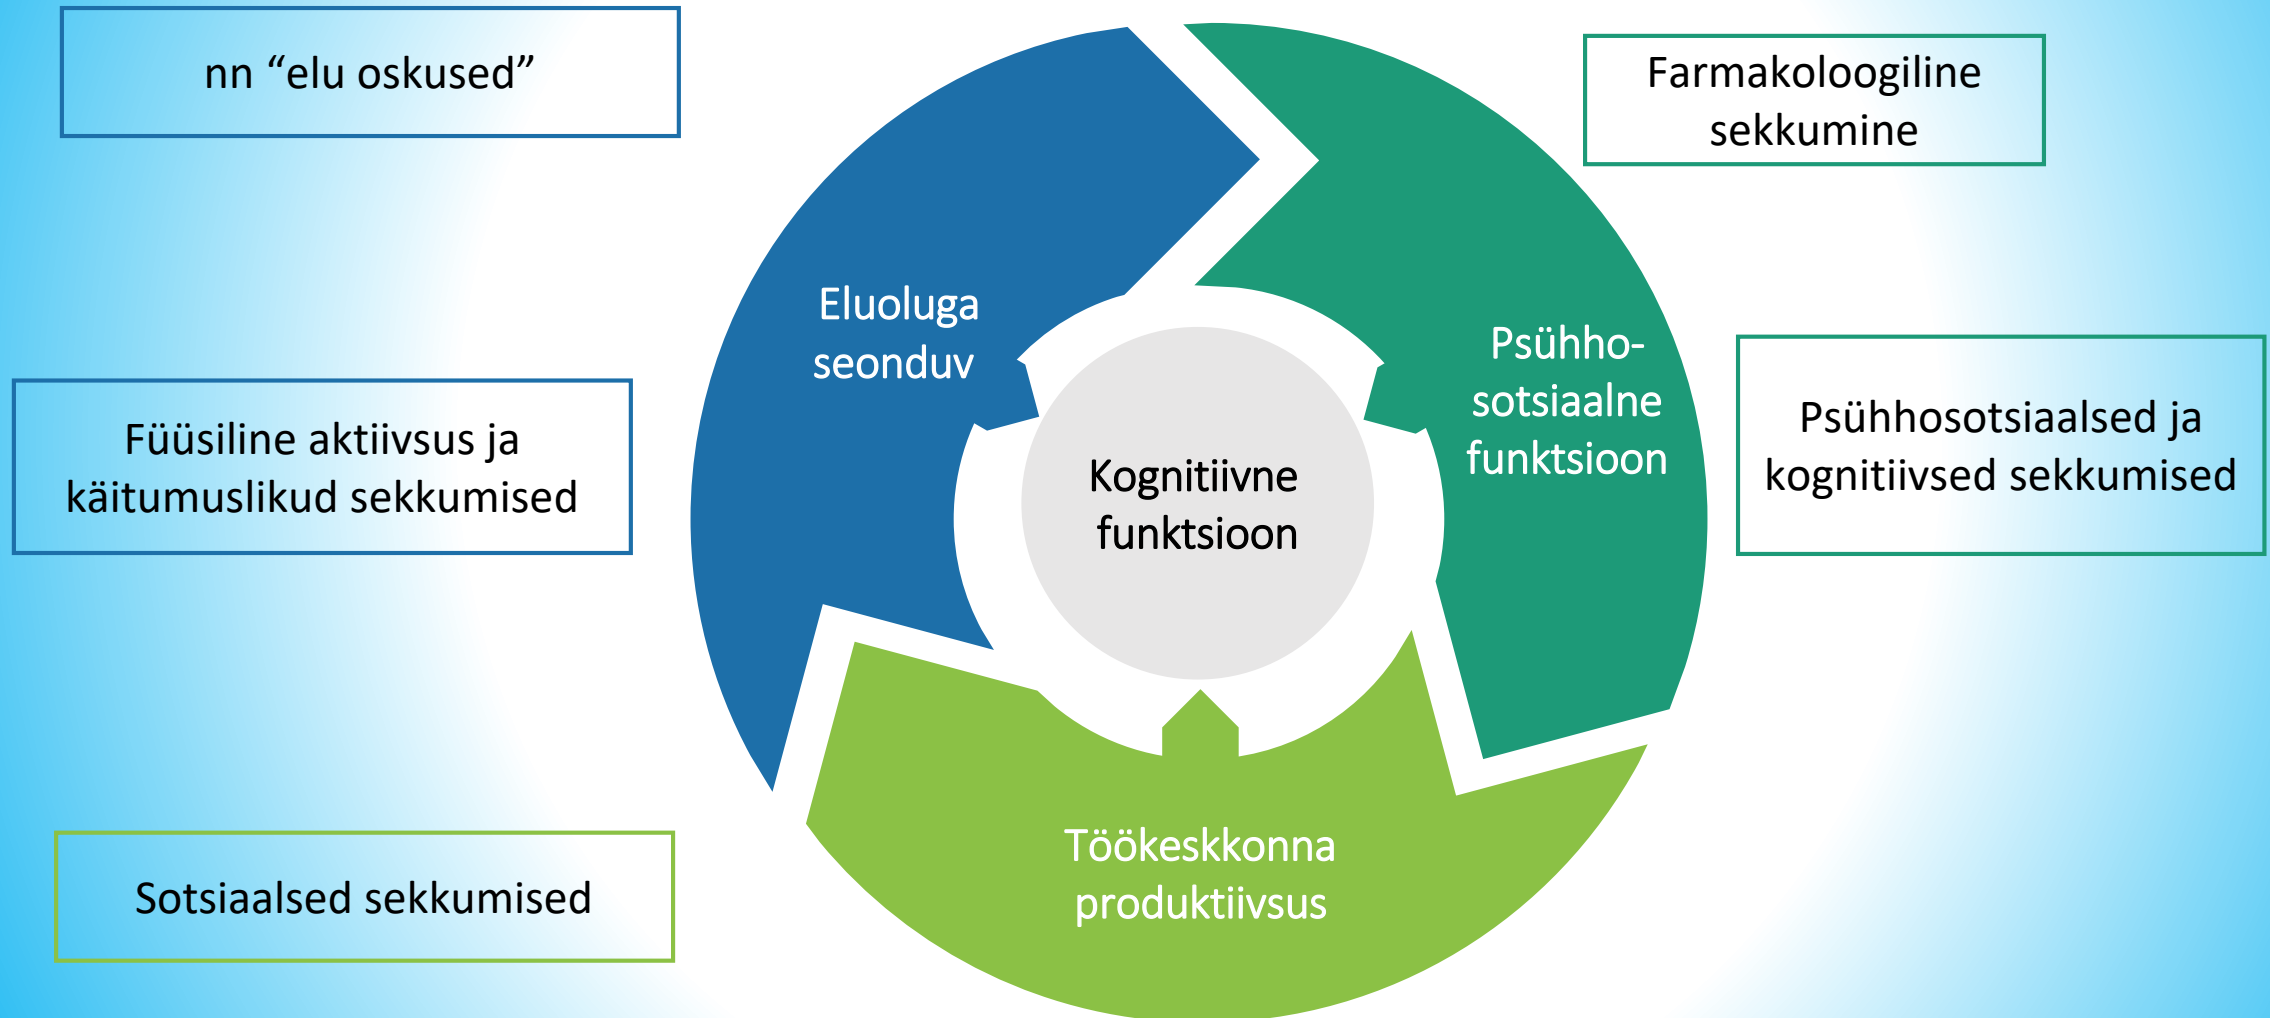 nn “elu oskused”
Farmakoloogiline
sekkumine
Eluoluga
seonduv
Psühho-
sotsiaalne
funktsioon
Füüsiline aktiivsus ja
käitumuslikud sekkumised
Kognitiivne
funktsioon
Psühhosotsiaalsed ja
kognitiivsed sekkumised
Töökeskkonna
produktiivsus
Sotsiaalsed sekkumised